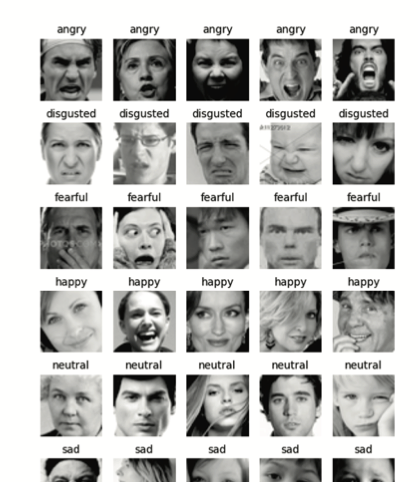 angry angry angry angry angry
disgusted disgusted disgusted disgusted disgusted
fearful fearful fearful fearful fearful
happy happy happy happy happy
neutral neutral neutral neutral neutral
sad sad sad sad sad